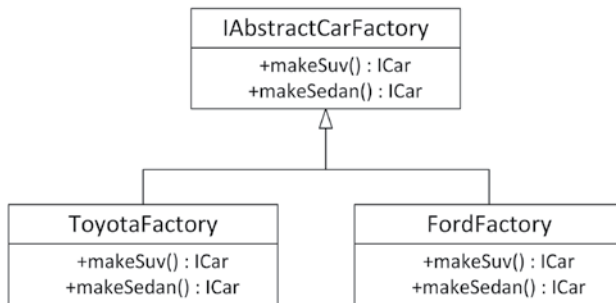 IAbstractCarFactory
+makeSuv() : ICar
+makeSedan() : ICar
ToyotaFactory
+makeSuv() : ICar
+makeSedan() : ICar
FordFactory
+makeSuv() : ICar
+makeSedan() : ICar